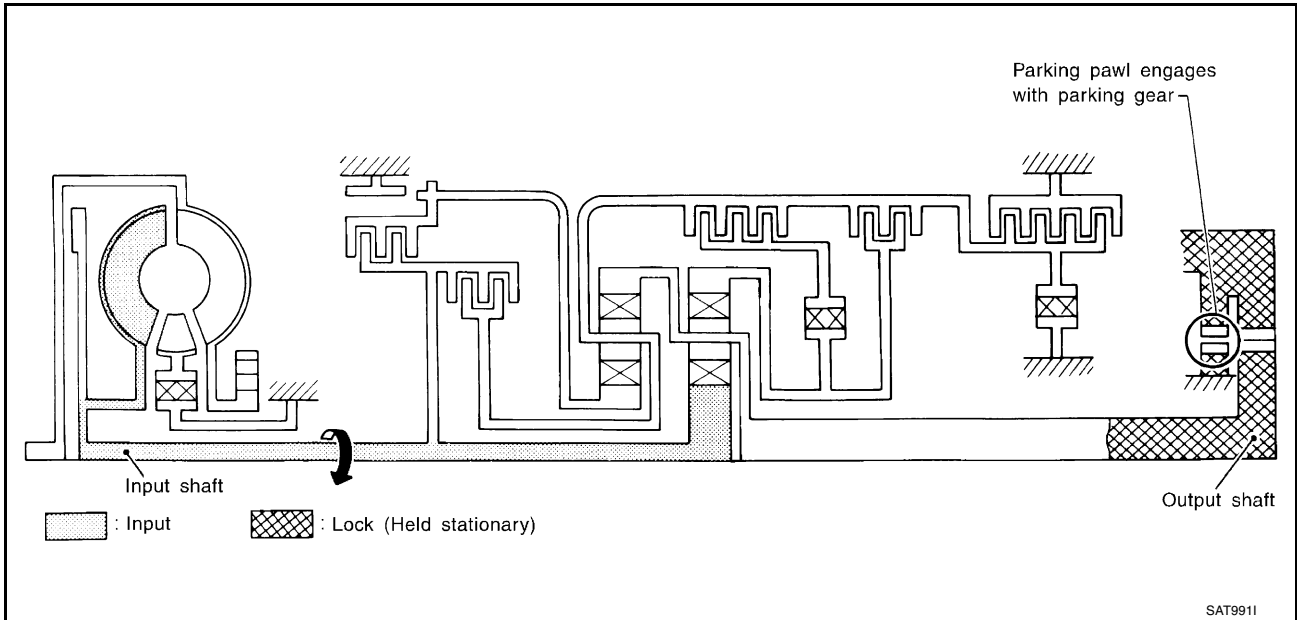 Parking pawl engages
with parking gear
Input shaft
Output shaft
: Input
: Lock (Held stationary)
SAT991I